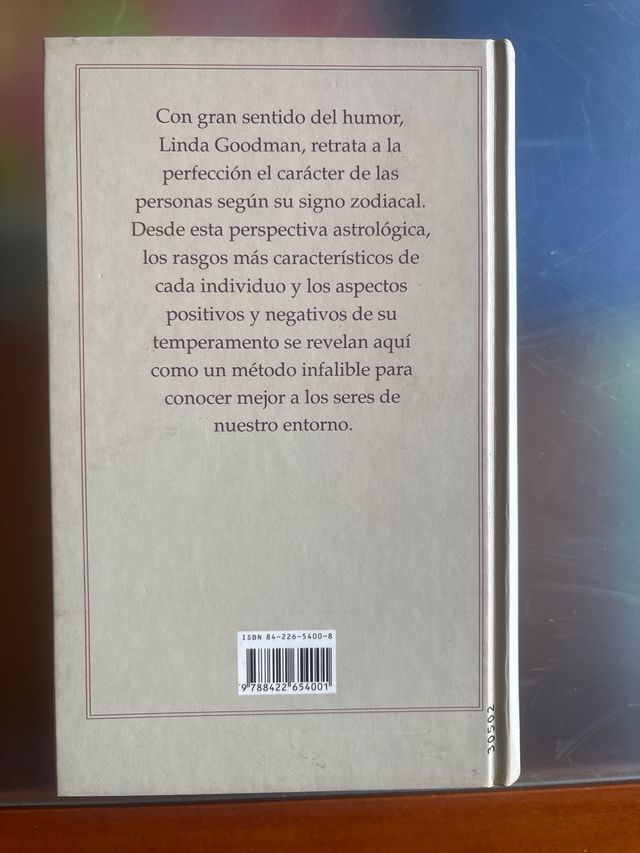 Con gran sentido del humor,
Linda Goodman, retrata a la
perfección el carácter de las
personas según su signo zodiacal.
Desde esta perspectiva astrológica,
los rasgos más característicos de
cada individuo y los aspectos
positivos y negativos de su
temperamento se revelan aquí
como un método infalible para
conocer mejor a los seres de
nuestro entorno.
ISBN 84-226-5400-8
9 788422 654001
30502